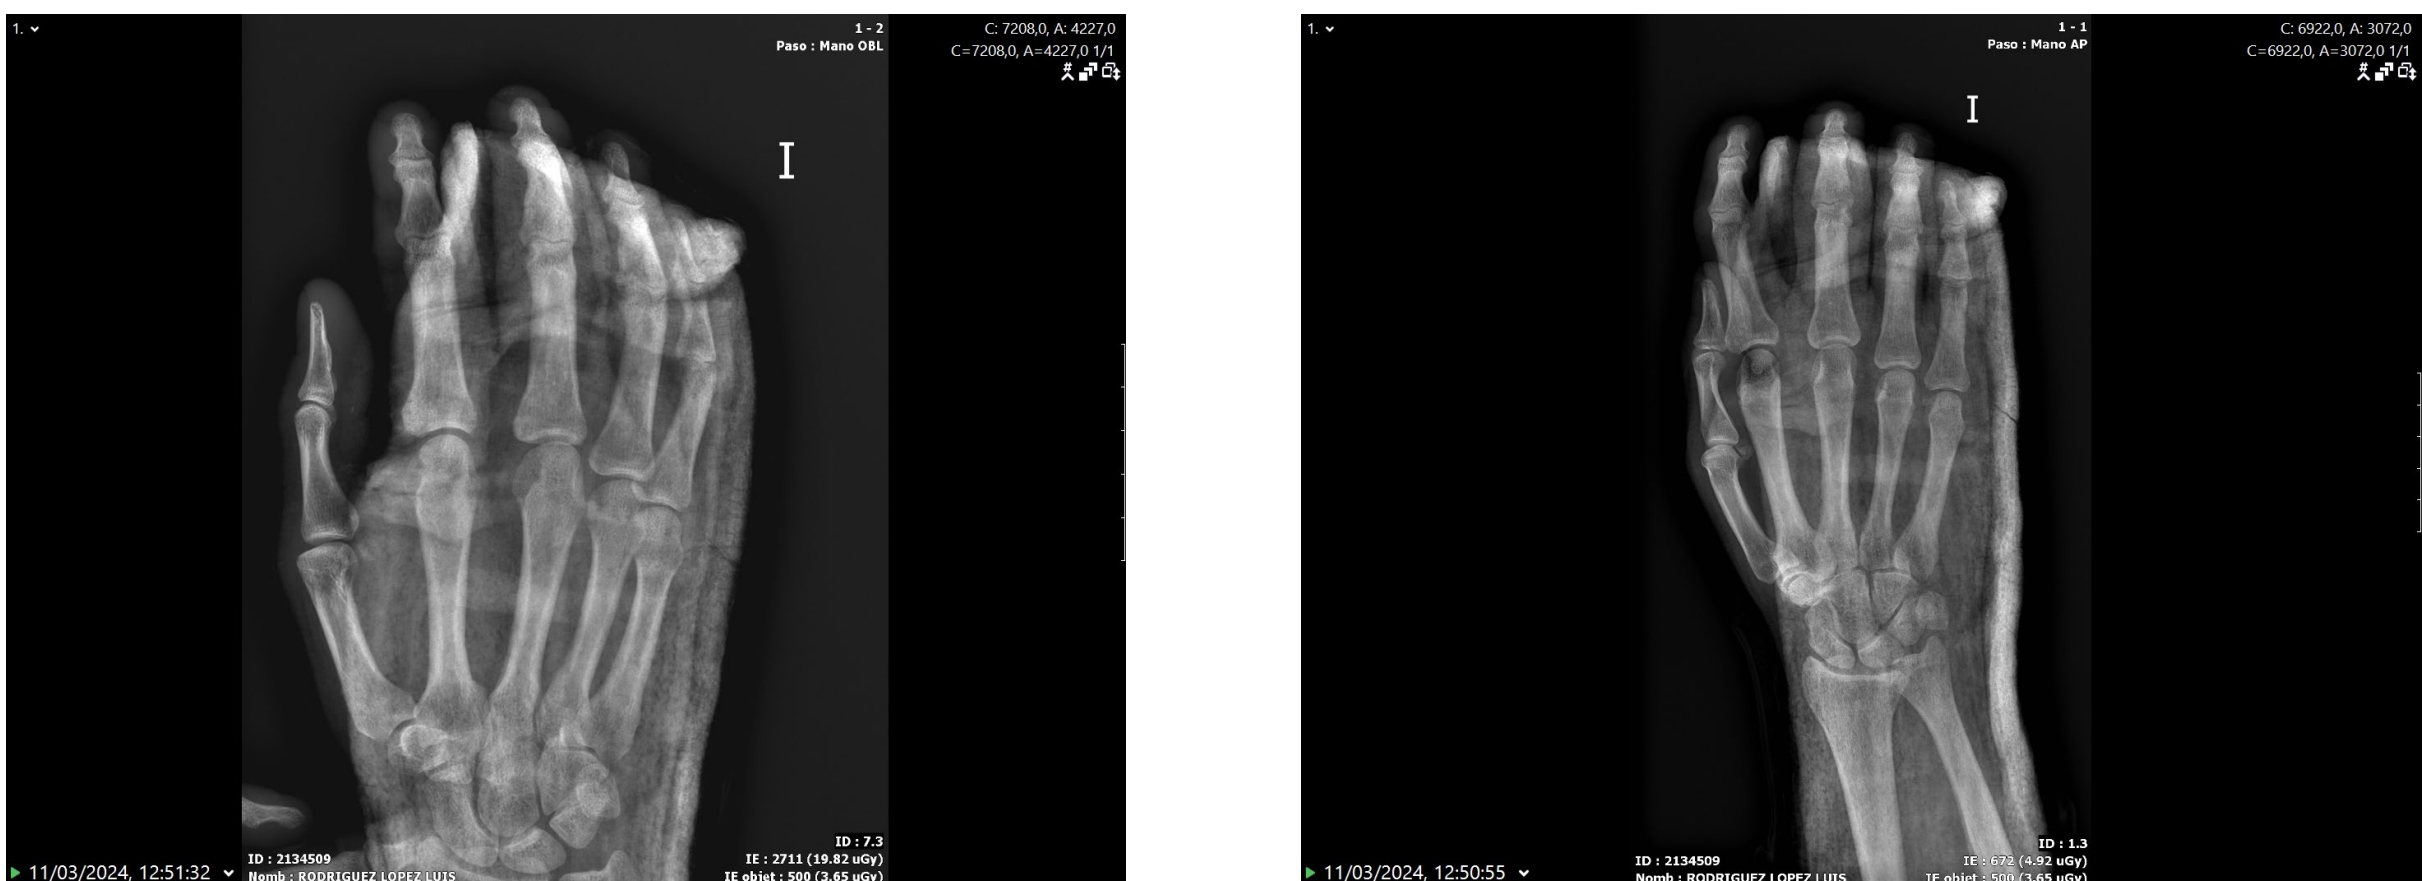 1.
1 - 2
Paso : Mano OBL
C: 7208,0, A: 4227,0
C=7208,0, A=4227,0 1/1
I
ID : 7.3
ID : 2134509
IE : 2711 (19.82 uGy)
Nomb : RODRIGUEZ LOPEZ LUIS
IE objet : 500 (3.65 uGy)
11/03/2024, 12:51:32
1.
1 - 1
Paso : Mano AP
C: 6922,0, A: 3072,0
C=6922,0, A=3072,0 1/1
I
ID : 1.3
ID : 2134509
IE : 672 (4.92 uGy)
Nomb : RODRIGUEZ LOPEZ LUIS
IE objet : 500 (3.65 uGy)
11/03/2024, 12:50:55